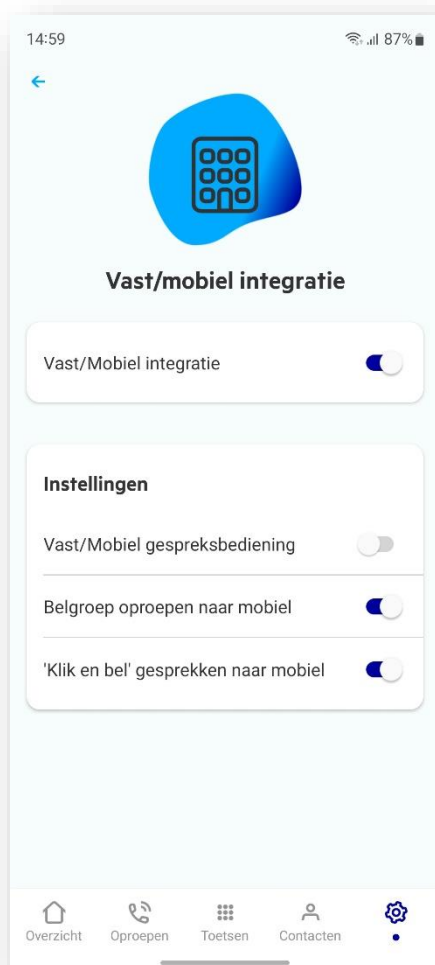 14:59
87%
Vast/mobiel integratie
Vast/Mobiel integratie
Instellingen
Vast/Mobiel gespreksbediening
Belgroep oproepen naar mobiel
'Klik en bel' gesprekken naar mobiel
Overzicht Oproepen Toetsen Contacten